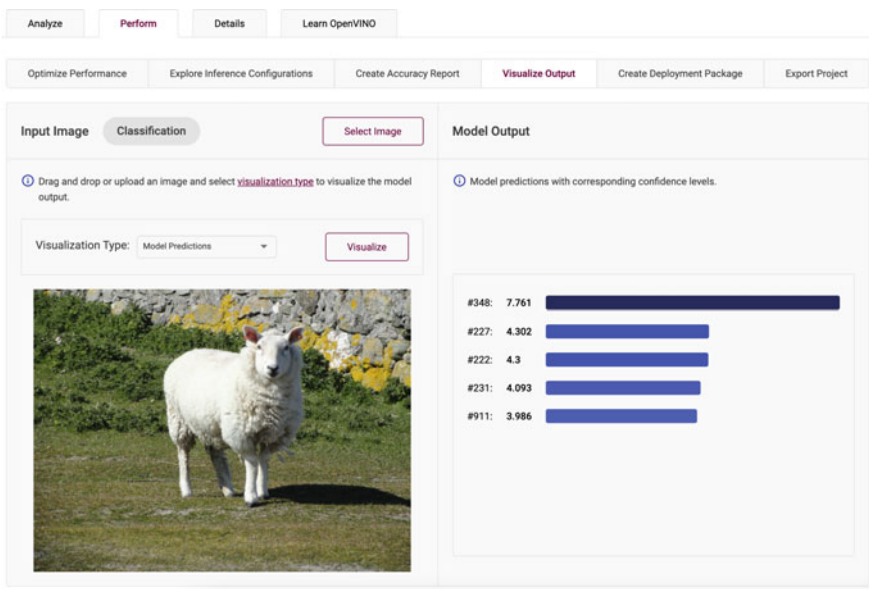 Analyze Perform Details Learn OpenVINO
Optimize Performance Explore Inference Configurations Create Accuracy Report Visualize Output Create Deployment Package Export Project
Input Image Classification Select Image
Drag and drop or upload an image and select visualization type to visualize the model
output.
Visualization Type: Model Predictions Visualize
Model Output
Model predictions with corresponding confidence levels.
#348: 7.761
#227: 4.302
#222: 4.3
#231: 4.093
#911: 3.986